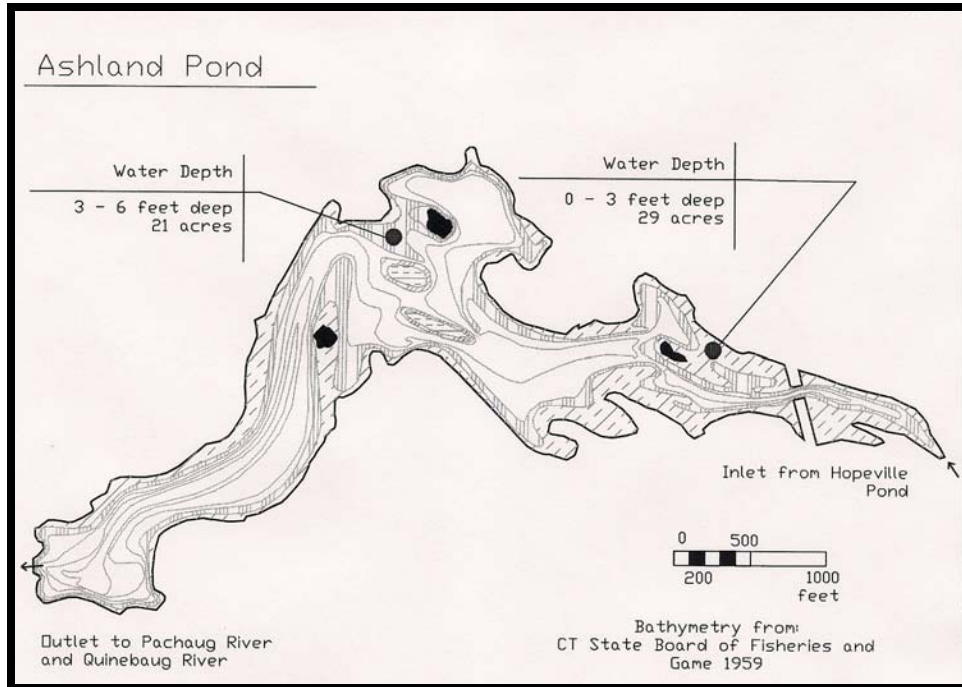 Ashland Pond
Water Depth
3 - 6 feet deep
21 acres
Water Depth
0 - 3 feet deep
29 acres
Inlet from Hopeville
Pond
0 500
200 1000
feet
Outlet to Pachaug River
and Quinebaug River
Bathymetry from:
CT State Board of Fisheries and
Game 1959